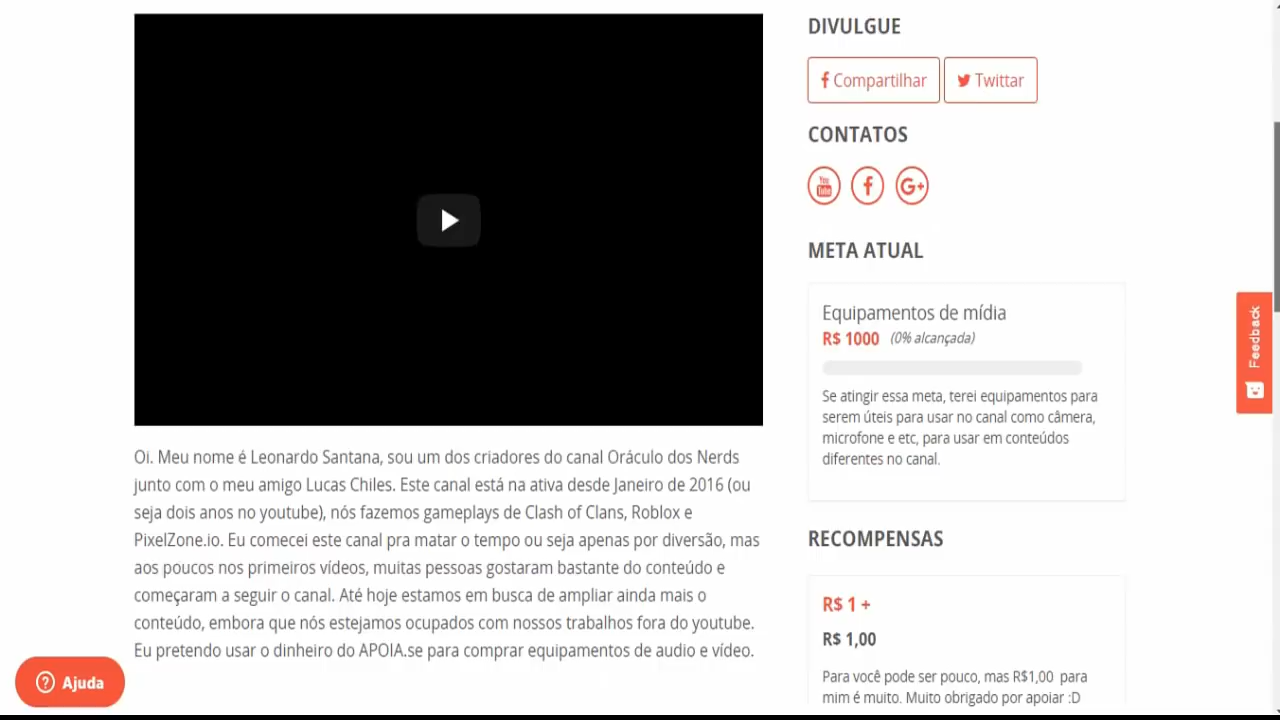 Oi. Meu nome é Leonardo Santana, sou um dos criadores do canal Oráculo dos Nerds
junto com o meu amigo Lucas Chiles. Este canal está na ativa desde Janeiro de 2016 (ou
seja dois anos no youtube), nós fazemos gameplays de Clash of Clans, Roblox e
PixelZone.io. Eu comecei este canal pra matar o tempo ou seja apenas por diversão, mas
aos poucos nos primeiros vídeos, muitas pessoas gostaram bastante do conteúdo e
começaram a seguir o canal. Até hoje estamos em busca de ampliar ainda mais o
conteúdo, embora que nós estejamos ocupados com nossos trabalhos fora do youtube.
Eu pretendo usar o dinheiro do APOIA.se para comprar equipamentos de audio e vídeo.
Ajuda
DIVULGUE
Compartilhar
Twittar
CONTATOS
You Tube
G+
META ATUAL
Equipamentos de mídia
R$ 1000 (0% alcançada)
Se atingir essa meta, terei equipamentos para
serem úteis para usar no canal como câmera,
microfone e etc, para usar em conteúdos
diferentes no canal.
RECOMPENSAS
R$ 1 +
R$ 1,00
Para você pode ser pouco, mas R$1,00 para
mim é muito. Muito obrigado por apoiar :D
Feedback